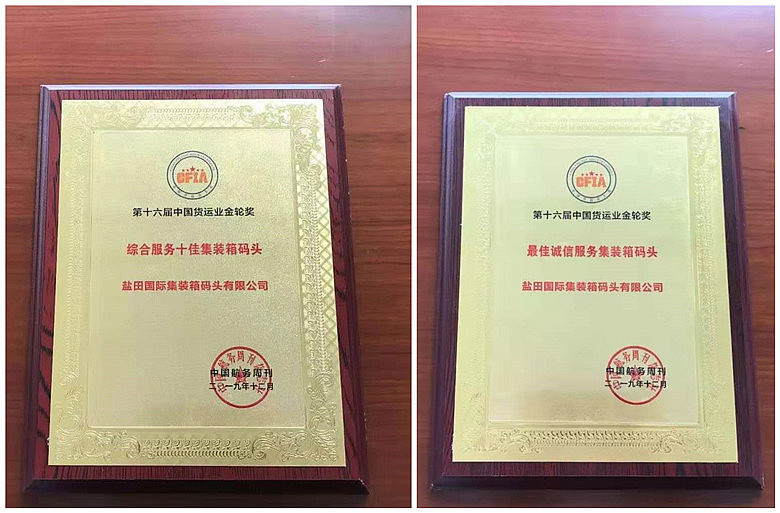 CFIA
第十六届中国货运业金轮奖
综合服务十佳集装箱码头
盐田国际集装箱码头有限公司
中国航务周刊
二〇一九年十二月
CFIA
第十六届中国货运业金轮奖
最佳诚信服务集装箱码头
盐田国际集装箱码头有限公司
中国航务周刊
二〇一九年十二月